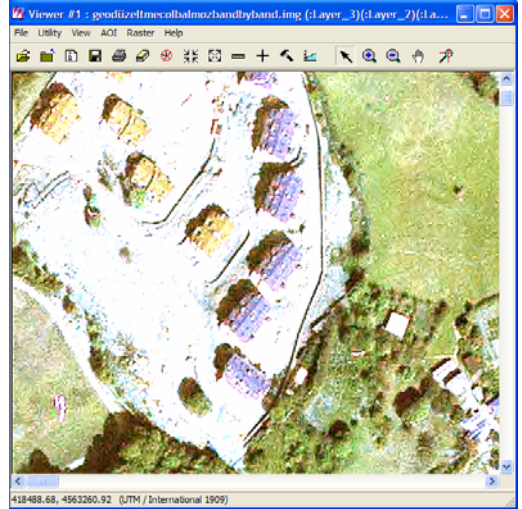 Viewer #1 : geodüzeltmecolbalmozbandbyband.img (:Layer_3)(:Layer_2)(:La...
File Utility View AOI Raster Help
418488.68, 4563260.92 (UTM / International 1909)